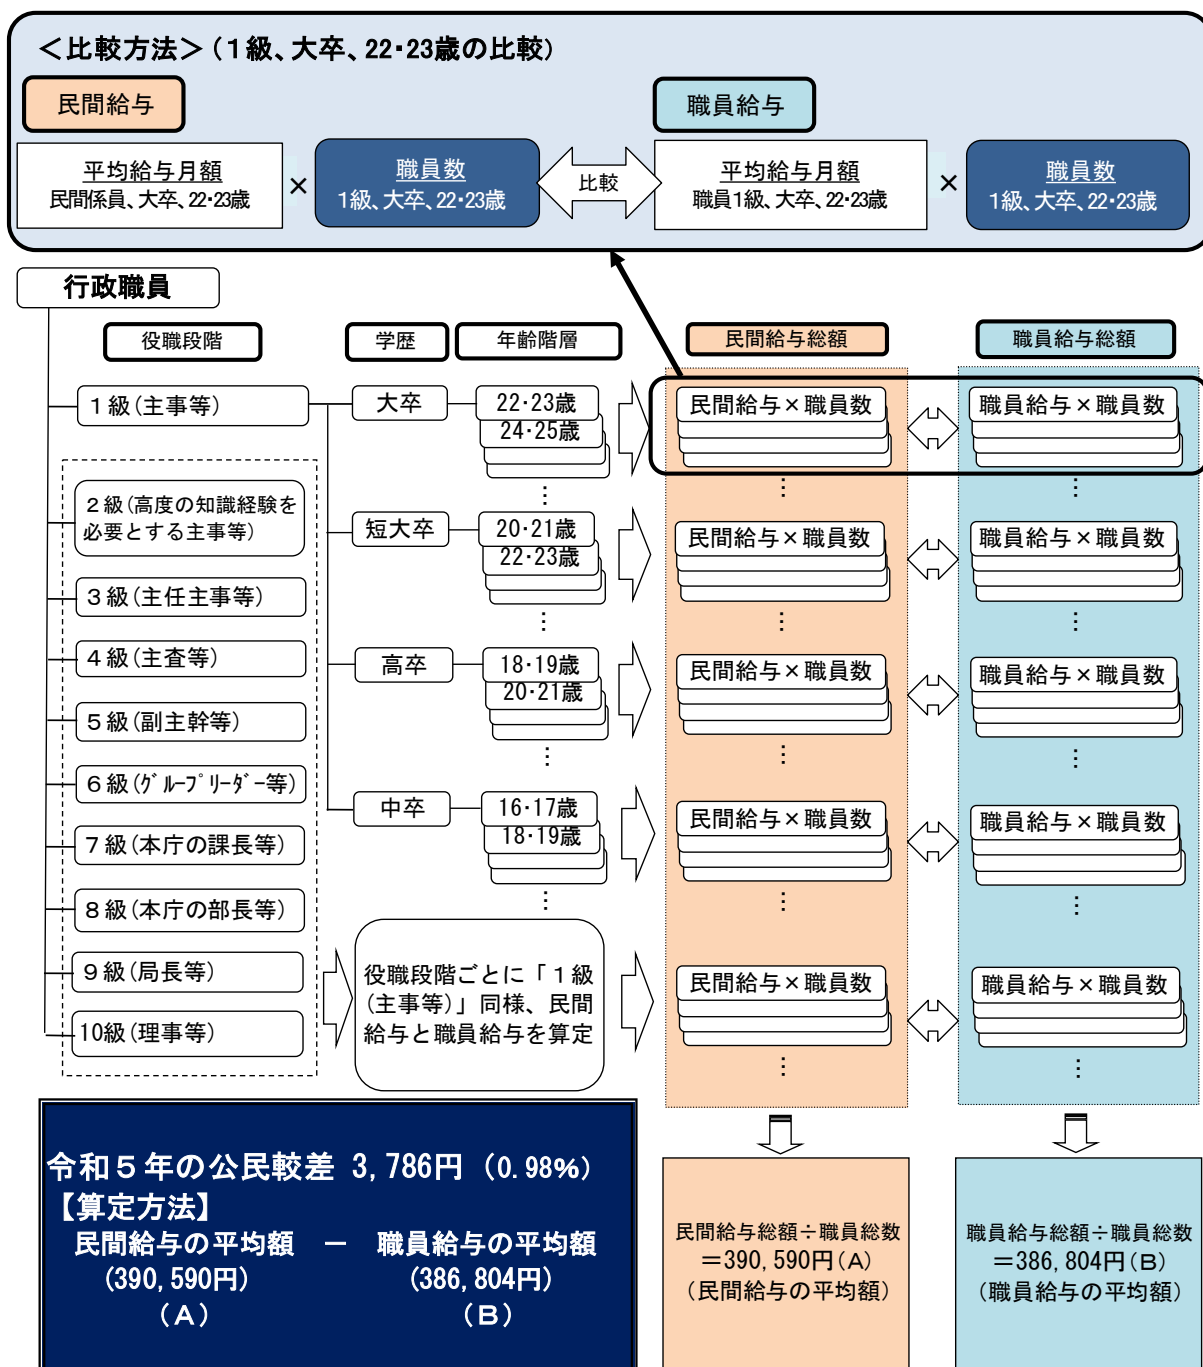 ＜比較方法＞（１級、大卒、22・23歳の比較）
民間給与
職員給与
平均給与月額
民間係員、大卒、22・23歳
×
職員数
1級、大卒、22・23歳
比較
平均給与月額
職員1級、大卒、22・23歳
×
職員数
1級、大卒、22・23歳
行政職員
役職段階
学歴
年齢階層
民間給与総額
職員給与総額
１級（主事等）
２級（高度の知識経験を
必要とする主事等）
３級（主任主事等）
４級（主査等）
５級（副主幹等）
６級（ｸﾞﾙｰﾌﾟﾘｰﾀﾞｰ等）
７級（本庁の課長等）
８級（本庁の部長等）
９級（局長等）
10級（理事等）
大卒
22・23歳
24・25歳
⋮
民間給与×職員数
⋮
職員給与×職員数
⋮
短大卒
20・21歳
22・23歳
⋮
民間給与×職員数
⋮
職員給与×職員数
⋮
高卒
18・19歳
20・21歳
⋮
民間給与×職員数
⋮
職員給与×職員数
⋮
中卒
16・17歳
18・19歳
⋮
民間給与×職員数
⋮
職員給与×職員数
⋮
役職段階ごとに「１級
（主事等）」同様、民間
給与と職員給与を算定
民間給与×職員数
⋮
職員給与×職員数
⋮
令和５年の公民較差 3,786円（0.98%）
【算定方法】
民間給与の平均額 － 職員給与の平均額
(390,590円) (386,804円)
（Ａ） （Ｂ）
民間給与総額÷職員総数
＝390,590円（Ａ）
（民間給与の平均額）
職員給与総額÷職員総数
＝386,804円（Ｂ）
（職員給与の平均額）